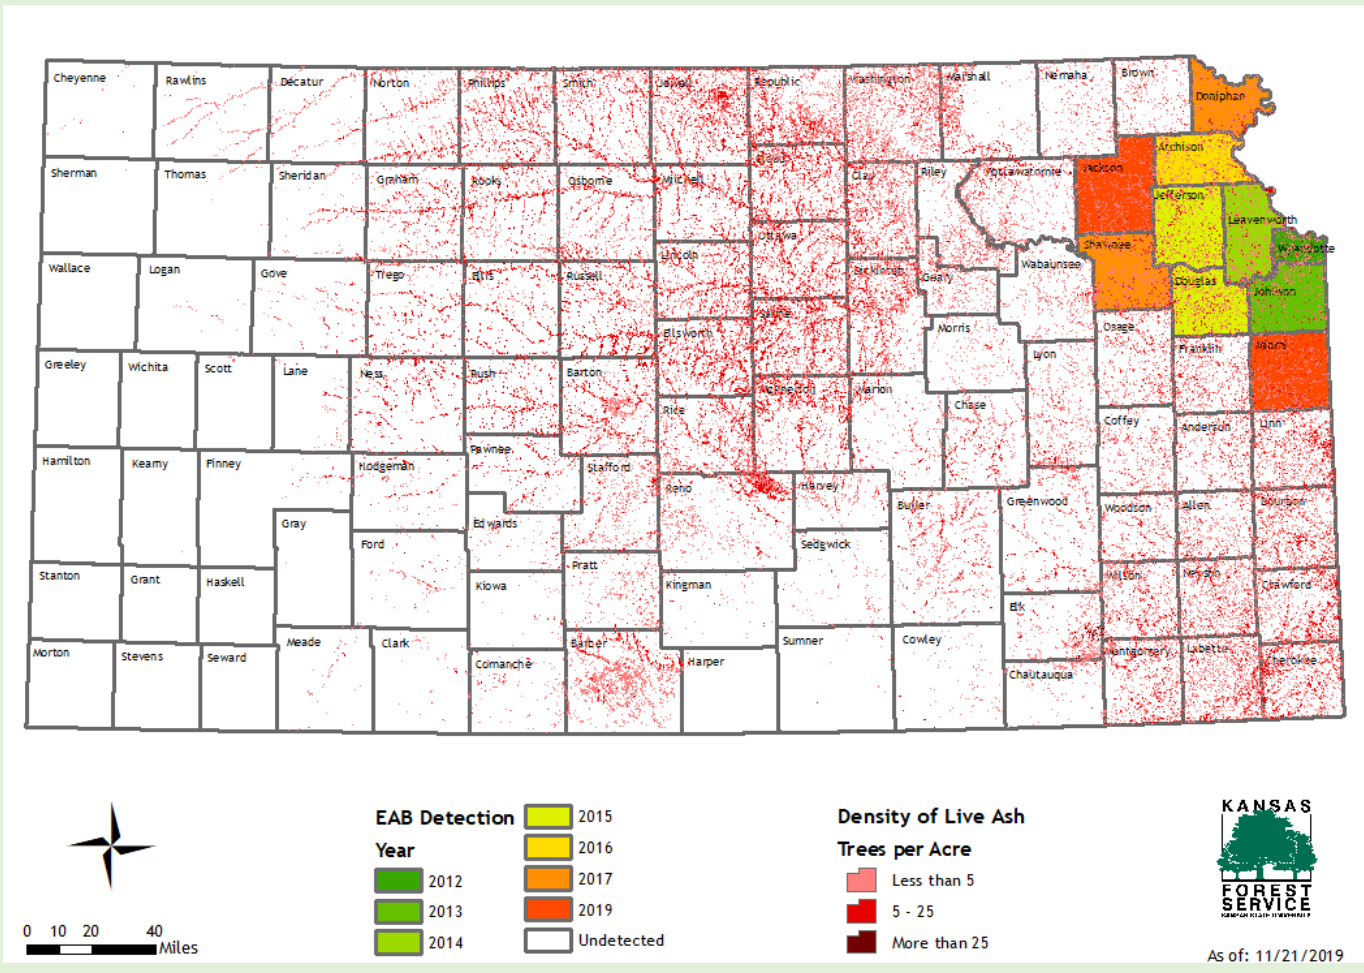 Cheyenne
Rawlins
Decatur
Norton
Phillips
Smith
Jewell
Republic
Washington
Marshall
Nemaha
Brown
Doniphan
Atchison
Sherman
Thomas
Sheridan
Graham
Rooks
Osborne
Mitchell
Cloud
Clay
Riley
Pottawatomie
Jackson
Jefferson
Leavenworth
Wyandotte
Wallace
Logan
Gove
Trego
Ellis
Russell
Lincoln
Ottawa
Dickinson
Geary
Wabaunsee
Shawnee
Douglas
Johnson
Saline
Ellsworth
Morris
Osage
Franklin
Miami
Greeley
Wichita
Scott
Lane
Ness
Rush
Barton
Rice
McPherson
Marion
Chase
Lyon
Coffey
Anderson
Linn
Hamilton
Kearny
Finney
Hodgeman
Pawnee
Stafford
Reno
Harvey
Butler
Greenwood
Woodson
Allen
Bourbon
Gray
Ford
Edwards
Sedgwick
Stanton
Grant
Haskell
Kiowa
Pratt
Kingman
Elk
Wilson
Neosho
Crawford
Morton
Stevens
Seward
Meade
Clark
Comanche
Barber
Harper
Sumner
Cowley
Chautauqua
Montgomery
Labette
Cherokee
0 10 20 40
Miles
EAB Detection
Year
2012
2013
2014
2015
2016
2017
2019
Undetected
Density of Live Ash
Trees per Acre
Less than 5
5 - 25
More than 25
KANSAS
FOREST
SERVICE
KANSAS STATE UNIVERSITY
As of: 11/21/2019